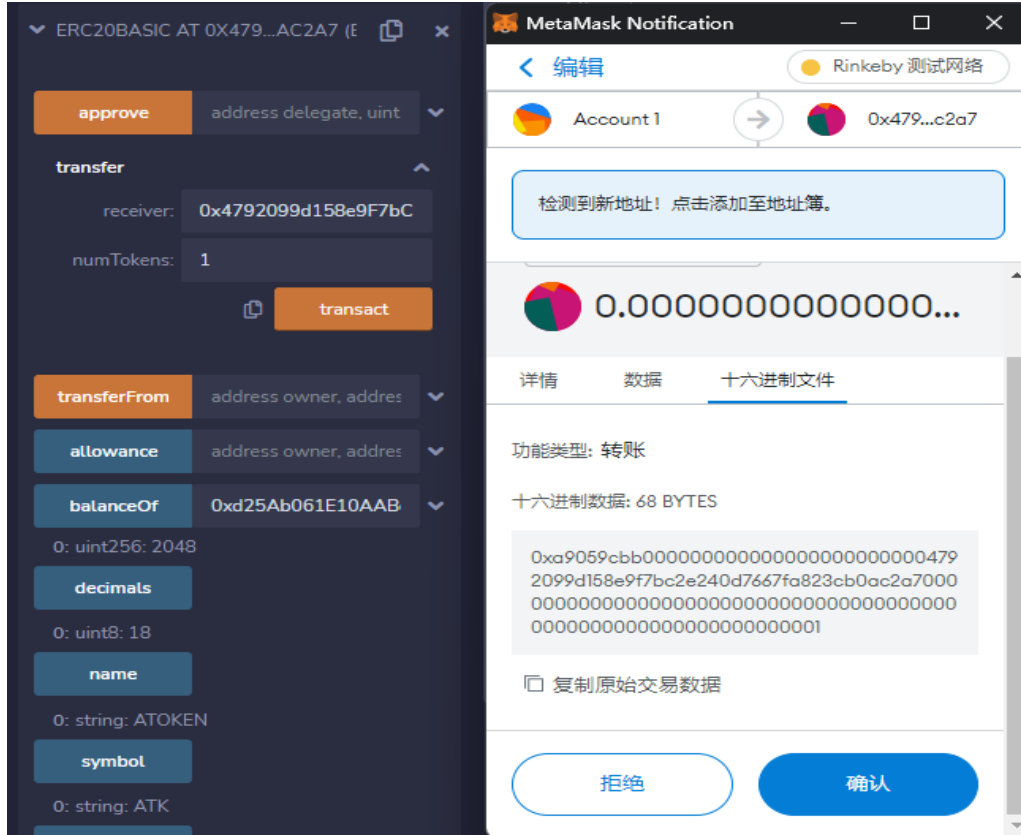 ERC20BASIC AT 0X479...AC2A7 (E
approve
address delegate, uint
transfer
receiver:
0x4792099d158e9F7bC
numTokens:
1
transact
transferFrom
address owner, addres
allowance
address owner, addres
balanceOf
0xd25Ab061E10AAB
0: uint256: 2048
decimals
0: uint8: 18
name
0: string: ATOKEN
symbol
0: string: ATK
MetaMask Notification
编辑
Rinkeby 测试网络
Account 1
0x479...c2a7
检测到新地址！点击添加至地址簿。
0.0000000000000...
详情
数据
十六进制文件
功能类型: 转账
十六进制数据: 68 BYTES
0xa9059cbb000000000000000000000000479
2099d158e9f7bc2e240d7667fa823cb0ac2a7000
0000000000000000000000000000000000000
000000000000000000000001
复制原始交易数据
拒绝
确认